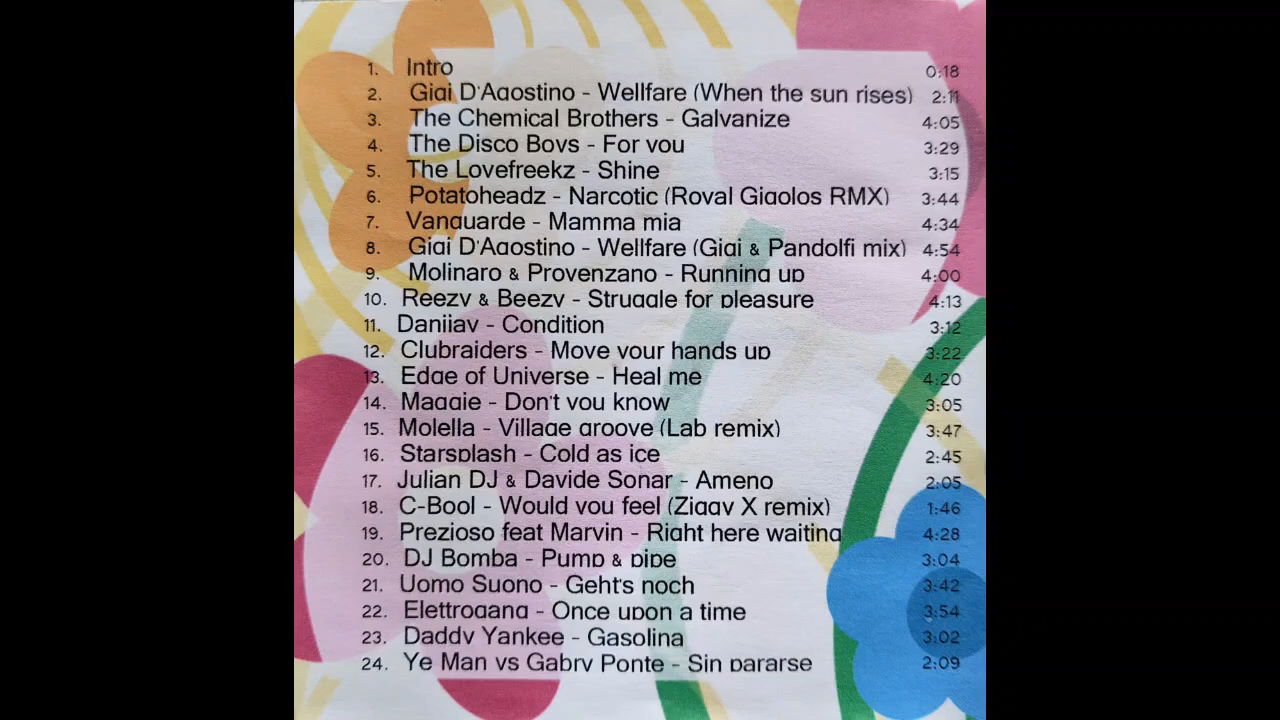 1. Intro 0:18
2. Gigi D'Agostino - Wellfare (When the sun rises) 2:11
3. The Chemical Brothers - Galvanize 4:05
4. The Disco Boys - For you 3:29
5. The Lovefreekz - Shine 3:15
6. Potatoheadz - Narcotic (Royal Gigolos RMX) 3:44
7. Vanguarde - Mamma mia 4:34
8. Gigi D'Agostino - Wellfare (Gigi & Pandolfi mix) 4:54
9. Molinaro & Provenzano - Running up 4:00
10. Reezy & Beezy - Struggle for pleasure 4:13
11. Danijay - Condition 3:12
12. Clubraiders - Move your hands up 3:22
13. Edge of Universe - Heal me 4:20
14. Maggie - Don't you know 3:05
15. Molella - Village groove (Lab remix) 3:47
16. Starsplash - Cold as ice 2:45
17. Julian DJ & Davide Sonar - Ameno 2:05
18. C-Bool - Would you feel (Ziggy X remix) 1:46
19. Prezioso feat Marvin - Right here waiting 4:28
20. DJ Bomba - Pump & pipe 3:04
21. Uomo Suono - Geht's noch 3:42
22. Elettrogang - Once upon a time 3:54
23. Daddy Yankee - Gasolina 3:02
24. Ye Man vs Gabry Ponte - Sin pararse 2:09